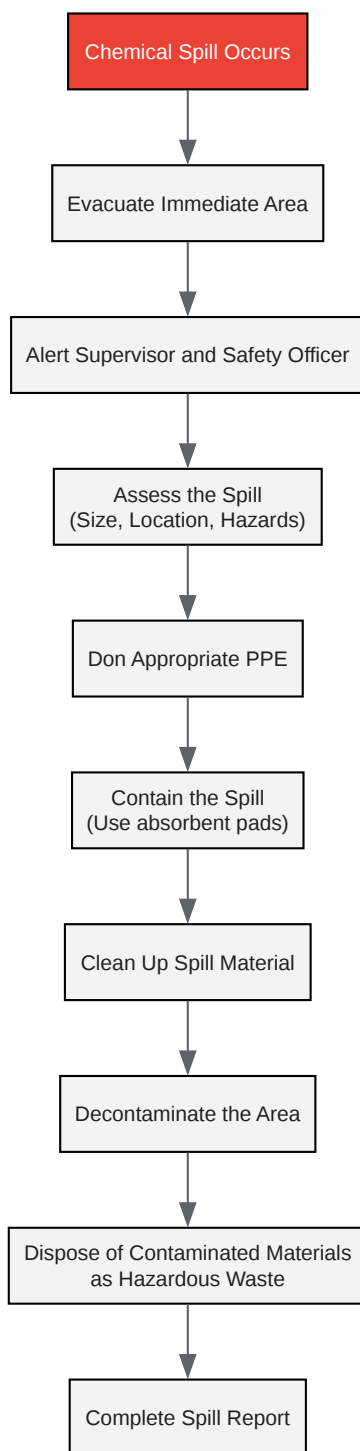 Chemical Spill Occurs
Evacuate Immediate Area
Alert Supervisor and Safety Officer
Assess the Spill
(Size, Location, Hazards)
Don Appropriate PPE
Contain the Spill
(Use absorbent pads)
Clean Up Spill Material
Decontaminate the Area
Dispose of Contaminated Materials
as Hazardous Waste
Complete Spill Report